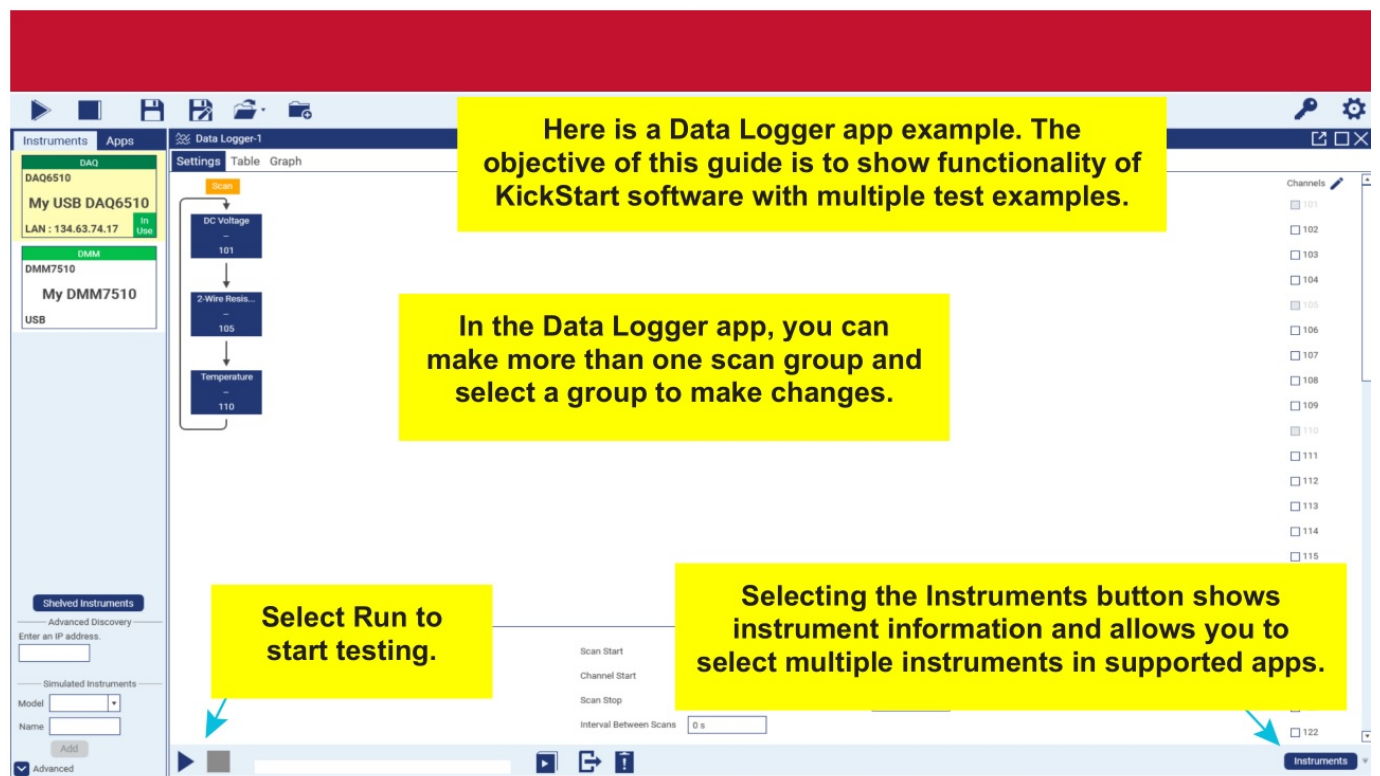 Here is a Data Logger app example. The
objective of this guide is to show functionality of
KickStart software with multiple test examples.
Instruments Apps
Data Logger-1
Settings Table Graph
DAQ
DAQ6510
My USB DAQ6510
LAN : 134.63.74.17
In
Use
DMM
DMM7510
My DMM7510
USB
Scan
DC Voltage
–
101
2-Wire Resis...
–
105
Temperature
–
110
In the Data Logger app, you can
make more than one scan group and
select a group to make changes.
Channels
101
102
103
104
105
106
107
108
109
110
111
112
113
114
115
Shelved Instruments
Advanced Discovery
Enter an IP address.
Simulated Instruments
Model
Name
Add
Advanced
Select Run to
start testing.
Selecting the Instruments button shows
instrument information and allows you to
select multiple instruments in supported apps.
Scan Start
Channel Start
Scan Stop
Interval Between Scans 0 s
122
Instruments